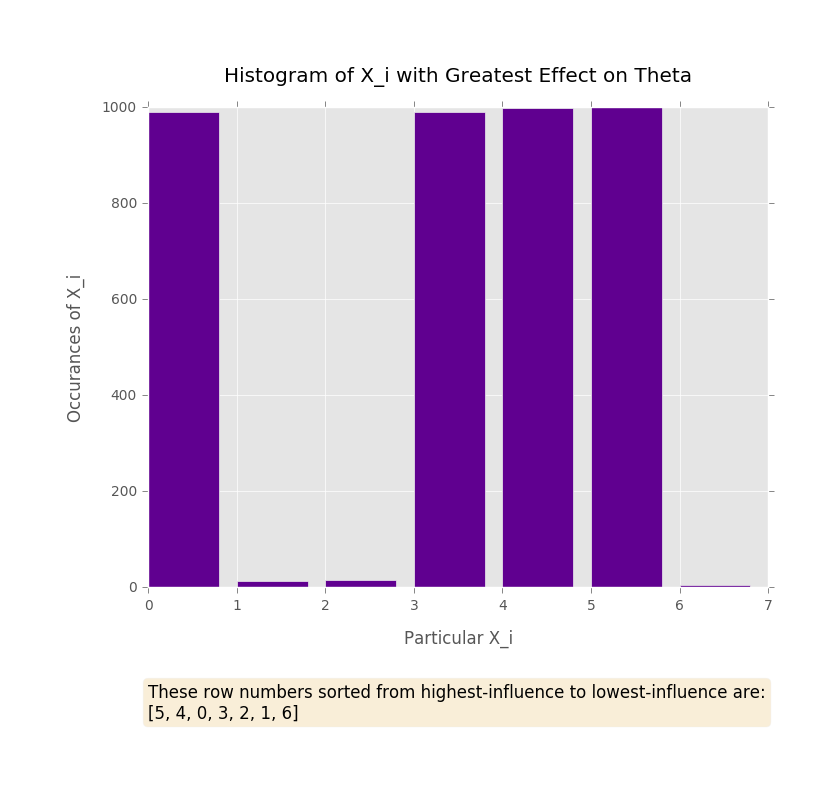 Histogram of X_i with Greatest Effect on Theta
1000
800
600
400
200
0
Occurances of X_i
0 1 2 3 4 5 6 7
Particular X_i
These row numbers sorted from highest-influence to lowest-influence are:
[5, 4, 0, 3, 2, 1, 6]